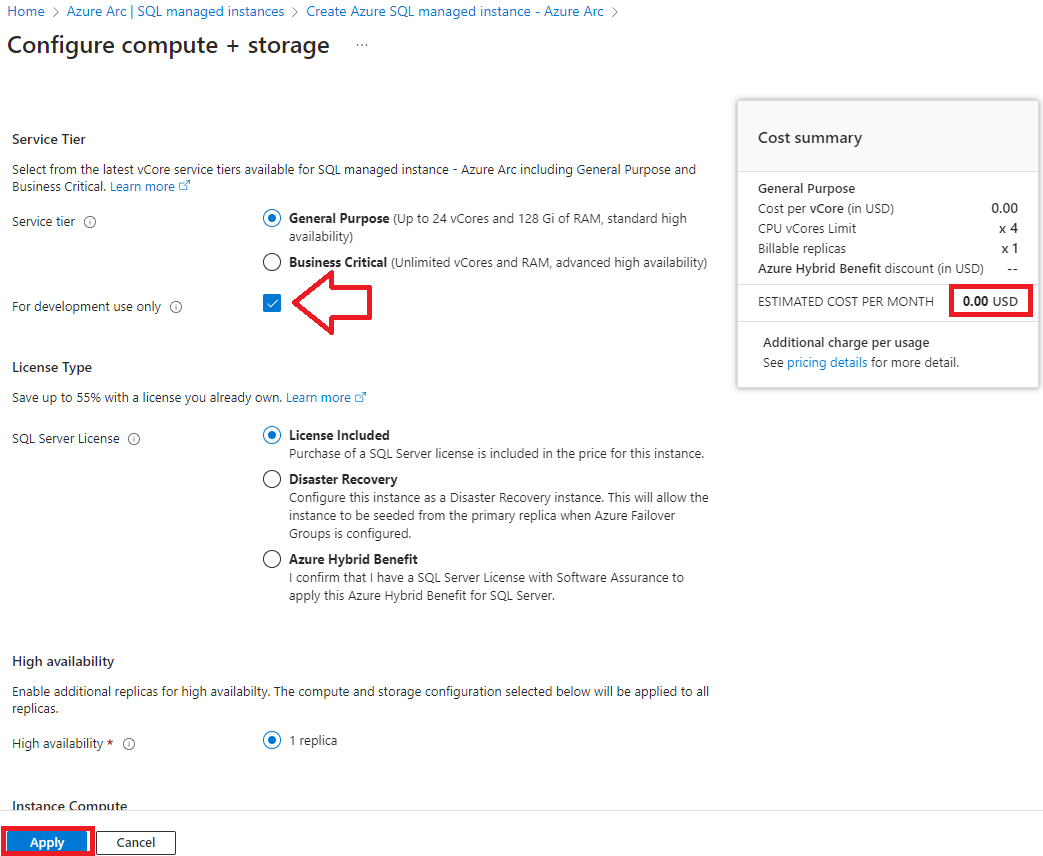 Home > Azure Arc | SQL managed instances > Create Azure SQL managed instance - Azure Arc >
Configure compute + storage ...
Service Tier
Select from the latest vCore service tiers available for SQL managed instance - Azure Arc including General Purpose and
Business Critical. Learn more
Service tier
General Purpose (Up to 24 vCores and 128 Gi of RAM, standard high
availability)
Business Critical (Unlimited vCores and RAM, advanced high availability)
For development use only
License Type
Save up to 55% with a license you already own. Learn more
SQL Server License
License Included
Purchase of a SQL Server license is included in the price for this instance.
Disaster Recovery
Configure this instance as a Disaster Recovery instance. This will allow the
instance to be seeded from the primary replica when Azure Failover
Groups is configured.
Azure Hybrid Benefit
I confirm that I have a SQL Server License with Software Assurance to
apply this Azure Hybrid Benefit for SQL Server.
High availability
Enable additional replicas for high availabilty. The compute and storage configuration selected below will be applied to all
replicas.
High availability *
1 replica
Instance Compute
Apply
Cancel
Cost summary
General Purpose
Cost per vCore (in USD) 0.00
CPU vCores Limit x 4
Billable replicas x 1
Azure Hybrid Benefit discount (in USD) --
ESTIMATED COST PER MONTH 0.00 USD
Additional charge per usage
See pricing details for more detail.